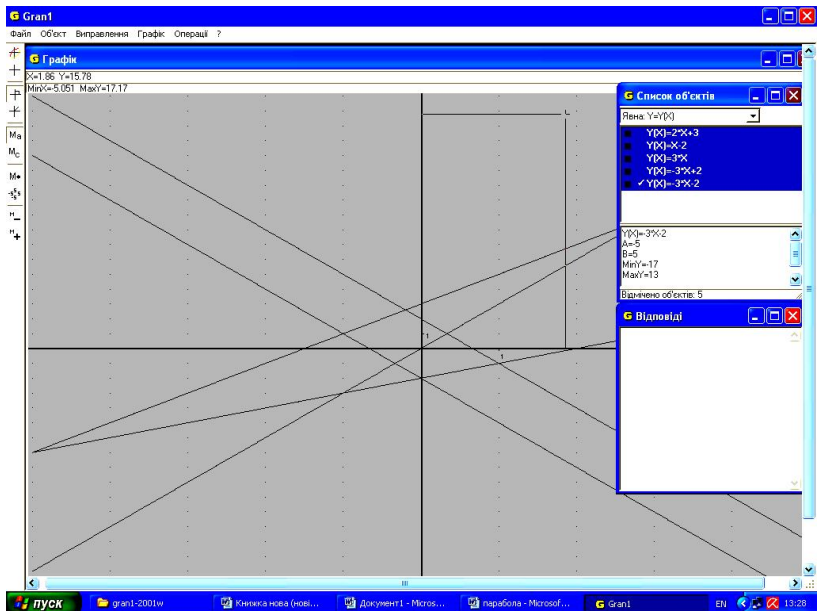 Gran1
Файл Об'єкт Виправлення Графік Операції ?
Графік
X=1.86 Y=15.78
MinX=-5.051 MaxY=17.17
Список об'єктів
Явна: Y=Y(X)
Y(X)=2*X+3
Y(X)=X-2
Y(X)=3*X
Y(X)=-3*X+2
Y(X)=-3*X-2
Y(X)=-3*X-2
A=-5
B=5
MinY=-17
MaxY=13
Відмічено об'єктів: 5
Відповіді
Ma
Mc
1
1
пуск
gran1-2001w
Книжка нова (нові...
Документ1 - Micros...
парабола - Microsof...
Gran1
EN
13:28